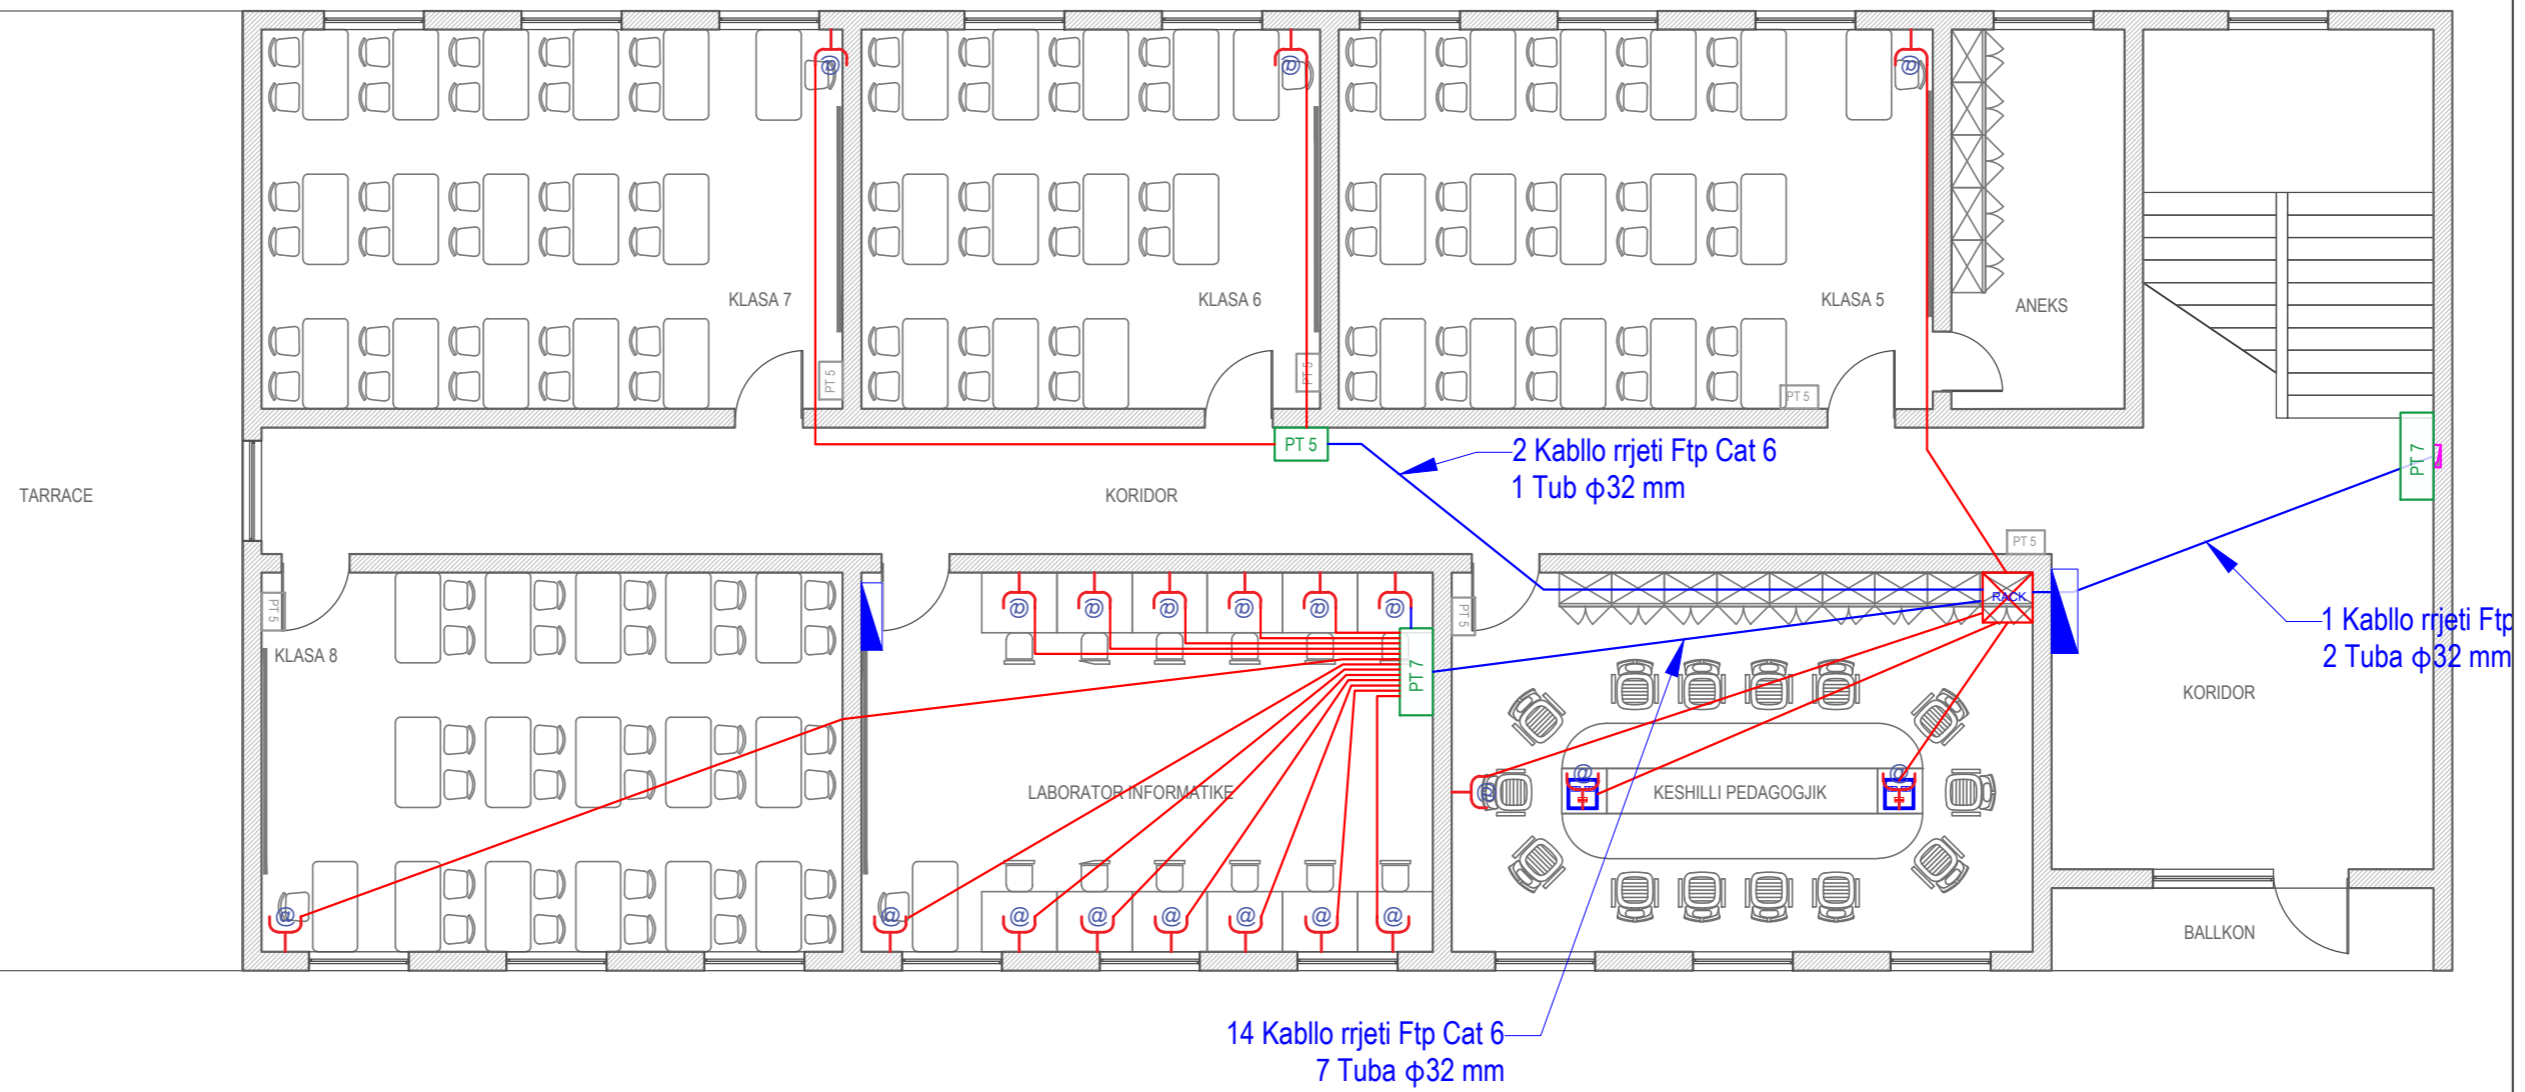 @
@
@
KLASA 7
KLASA 6
KLASA 5
ANEKS
PT 5
PT 5
PT 5
PT 5
2 Kabllo rrjeti Ftp Cat 6
1 Tub ϕ32 mm
PT 7
TARRACE
KORIDOR
PT 5
RACK
PT 5
PT 5
@ @ @ @ @ @
1 Kabllo rrjeti Ftp
2 Tuba ϕ32 mm
KLASA 8
PT 7
KORIDOR
LABORATOR INFORMATIKE
@
@
@
KESHILLI PEDAGOGJIK
@
@
@ @ @ @ @ @
BALLKON
14 Kabllo rrjeti Ftp Cat 6
7 Tuba ϕ32 mm